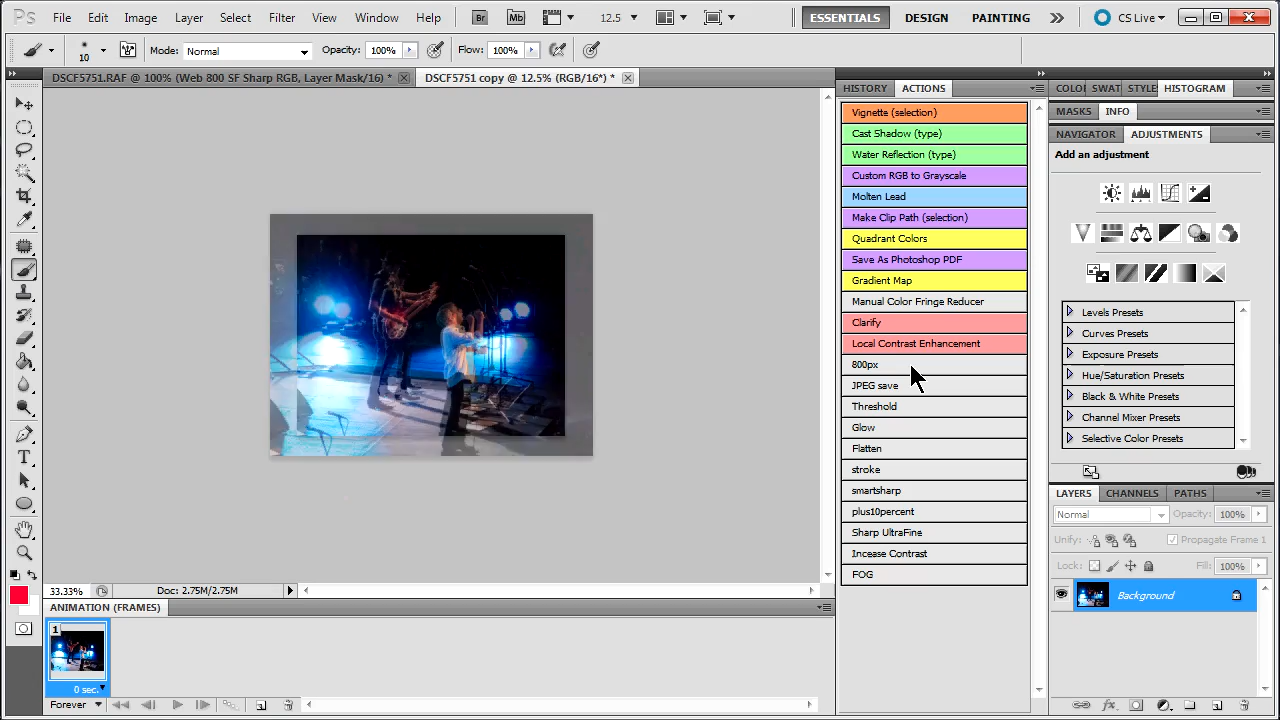 Ps File Edit Image Layer Select Filter View Window Help Br Mb 12.5 ESSENTIALS DESIGN PAINTING CS Live
10 Mode: Normal Opacity: 100% Flow: 100%
DSCF5751.RAF @ 100% (Web 800 SF Sharp RGB, Layer Mask/16) * DSCF5751 copy @ 12.5% (RGB/16*) *
HISTORY ACTIONS
Vignette (selection)
Cast Shadow (type)
Water Reflection (type)
Custom RGB to Grayscale
Molten Lead
Make Clip Path (selection)
Quadrant Colors
Save As Photoshop PDF
Gradient Map
Manual Color Fringe Reducer
Clarify
Local Contrast Enhancement
800px
JPEG save
Threshold
Glow
Flatten
stroke
smartsharp
plus10percent
Sharp UltraFine
Incease Contrast
FOG
COLO SWAT STYLE HISTOGRAM
MASKS INFO
NAVIGATOR ADJUSTMENTS
Add an adjustment
Levels Presets
Curves Presets
Exposure Presets
Hue/Saturation Presets
Black & White Presets
Channel Mixer Presets
Selective Color Presets
LAYERS CHANNELS PATHS
Normal Opacity: 100%
Unify: Propagate Frame 1
Lock: Fill: 100%
Background
33.33% Doc: 2.75M/2.75M
ANIMATION (FRAMES)
1
0 sec.
Forever